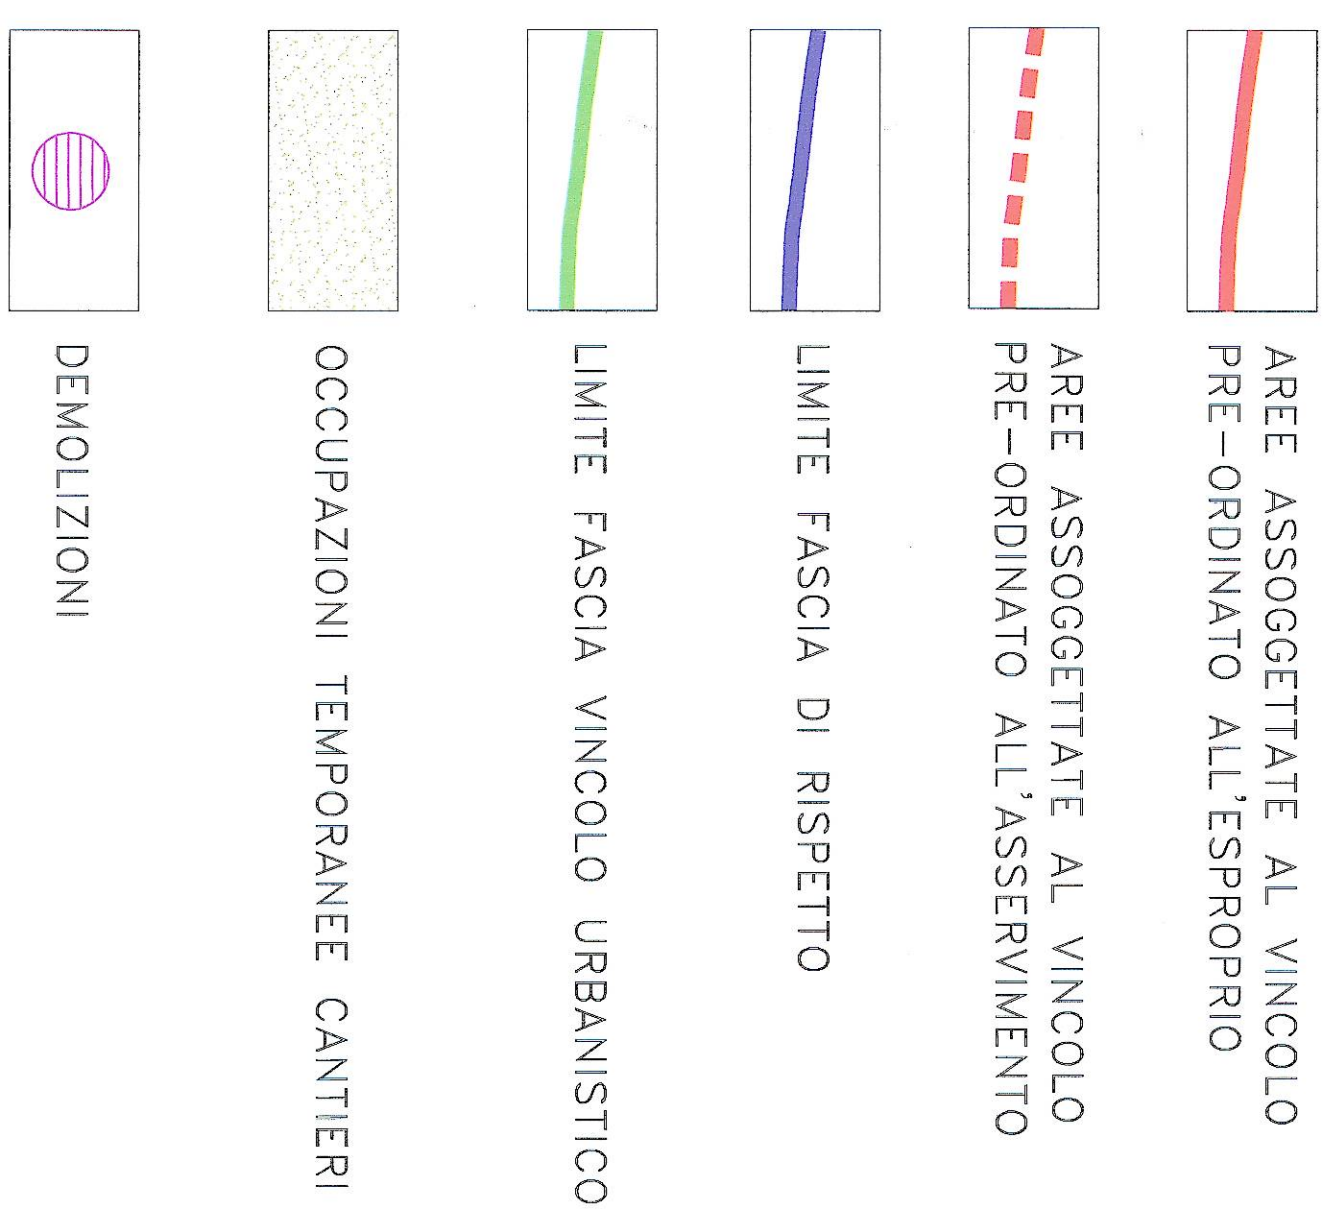 AREE ASSOGGETTATE AL VINCOLO
PRE-ORDINATO ALL'ESPROPRIO
AREE ASSOGGETTATE AL VINCOLO
PRE-ORDINATO ALL'ASSERVIMENTO
LIMITE FASCIA DI RISPETTO
LIMITE FASCIA VINCOLO URBANISTICO
OCCUPAZIONI TEMPORANEE CANTIERI
DEMOLIZIONI